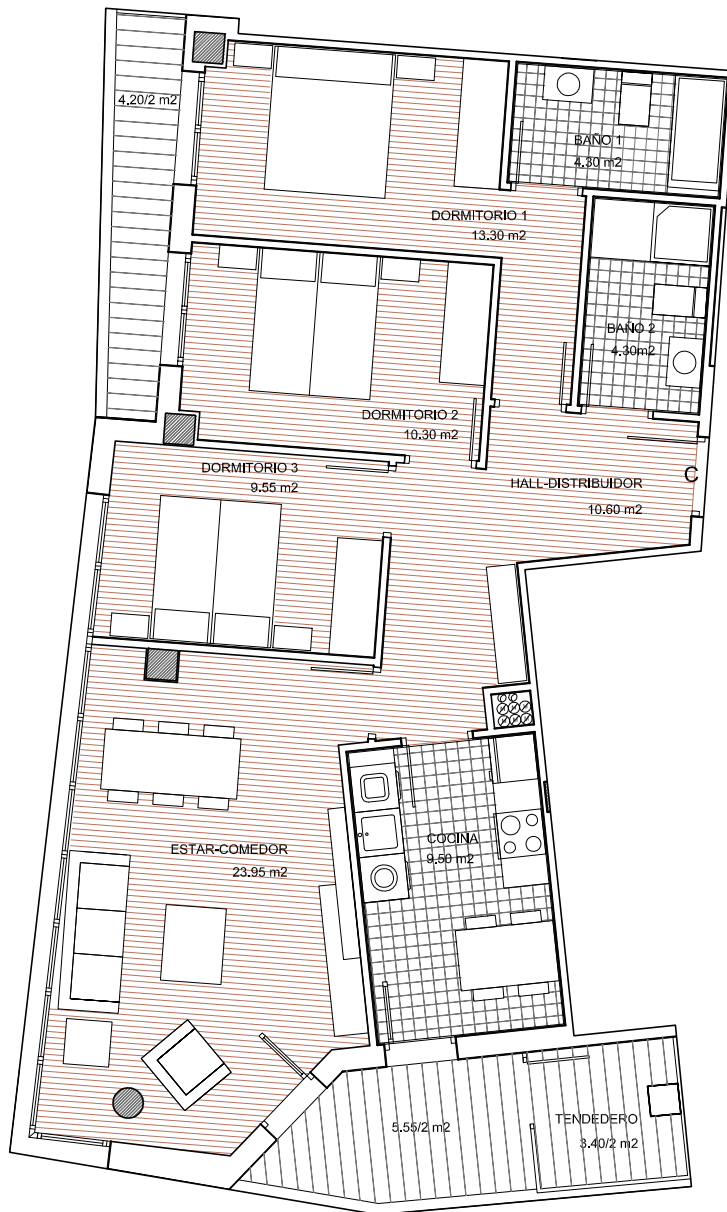 4.20/2 m2
BAÑO 1
4.30 m2
DORMITORIO 1
13.30 m2
BAÑO 2
4.30m2
DORMITORIO 2
10.30 m2
DORMITORIO 3
9.55 m2
HALL-DISTRIBUIDOR
10.60 m2
C
COCINA
9.50 m2
ESTAR-COMEDOR
23.95 m2
5.55/2 m2
TENDEDERO
3.40/2 m2